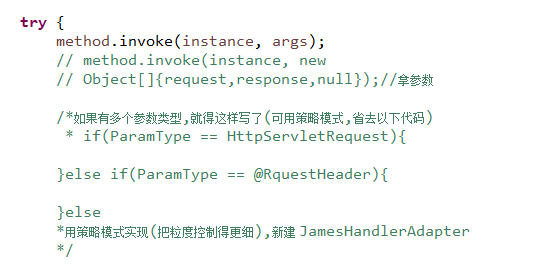 try {
method.invoke(instance, args);
// method.invoke(instance, new
// Object[]{request,response,null});//拿参数
/*如果有多个参数类型,就得这样写了(可用策略模式,省去以下代码)
* if(ParamType == HttpServletRequest){
}else if(ParamType == @RquestHeader){
}else
*用策略模式实现(把粒度控制得更细),新建 JamesHandlerAdapter
*/